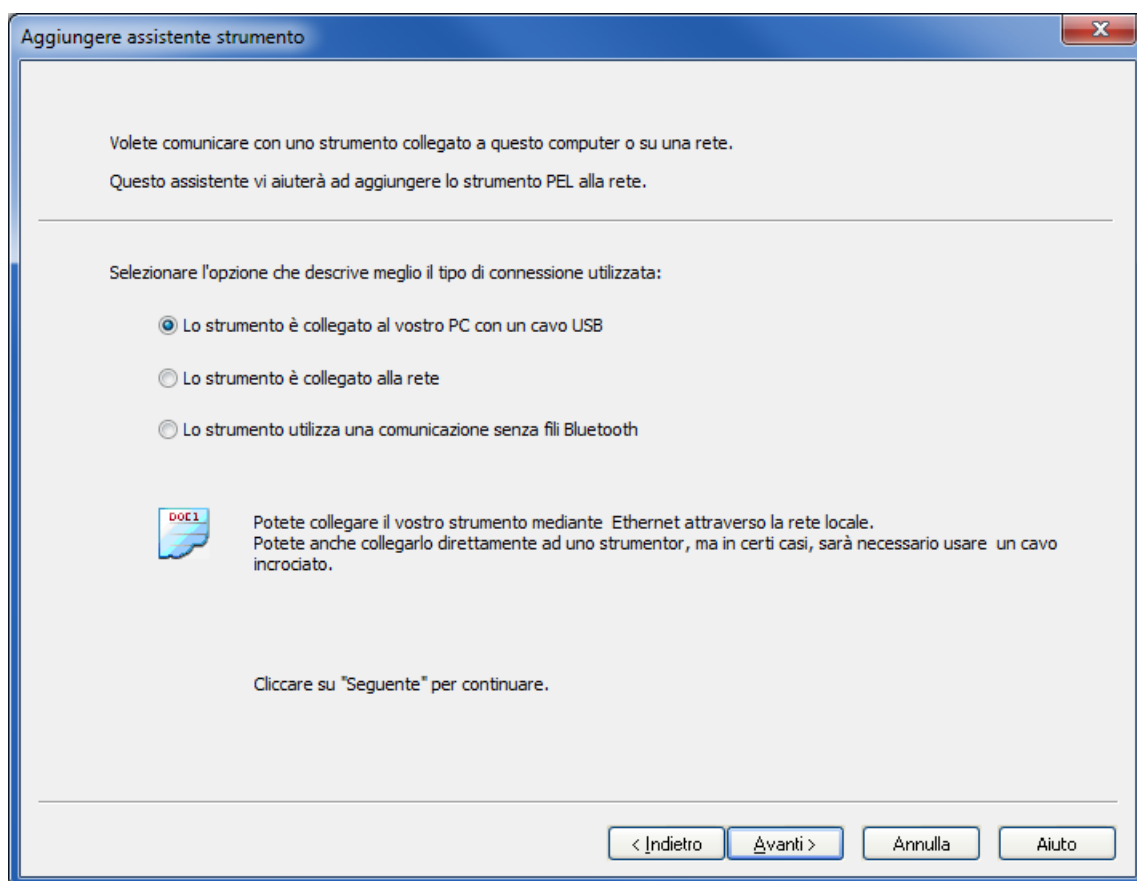 Aggiungere assistente strumento
Volete comunicare con uno strumento collegato a questo computer o su una rete.
Questo assistente vi aiuterà ad aggiungere lo strumento PEL alla rete.
Selezionare l'opzione che descrive meglio il tipo di connessione utilizzata:
Lo strumento è collegato al vostro PC con un cavo USB
Lo strumento è collegato alla rete
Lo strumento utilizza una comunicazione senza fili Bluetooth
DOE1
Potete collegare il vostro strumento mediante Ethernet attraverso la rete locale.
Potete anche collegarlo direttamente ad uno strumentor, ma in certi casi, sarà necessario usare un cavo
incrociato.
Cliccare su "Seguente" per continuare.
< Indietro Avanti > Annulla Aiuto